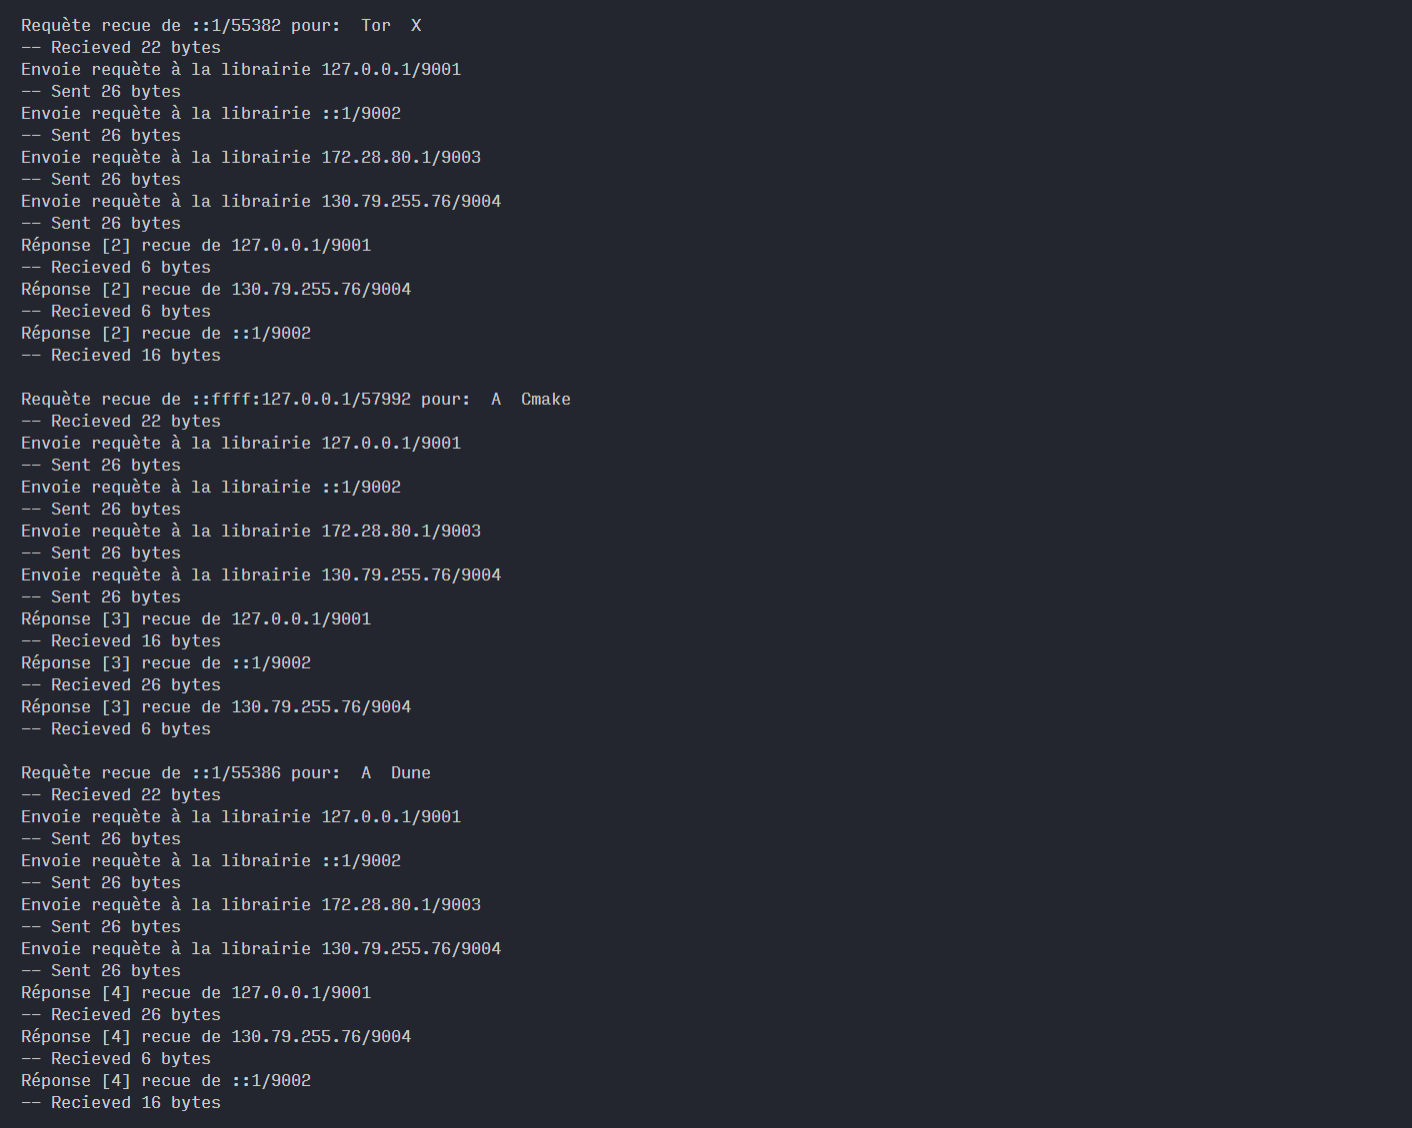 Requète recue de ::1/55382 pour:  Tor  X
-- Recieved 22 bytes
Envoie requète à la librairie 127.0.0.1/9001
-- Sent 26 bytes
Envoie requète à la librairie ::1/9002
-- Sent 26 bytes
Envoie requète à la librairie 172.28.80.1/9003
-- Sent 26 bytes
Envoie requète à la librairie 130.79.255.76/9004
-- Sent 26 bytes
Réponse [2] recue de 127.0.0.1/9001
-- Recieved 6 bytes
Réponse [2] recue de 130.79.255.76/9004
-- Recieved 6 bytes
Réponse [2] recue de ::1/9002
-- Recieved 16 bytes

Requète recue de ::ffff:127.0.0.1/57992 pour:  A  Cmake
-- Recieved 22 bytes
Envoie requète à la librairie 127.0.0.1/9001
-- Sent 26 bytes
Envoie requète à la librairie ::1/9002
-- Sent 26 bytes
Envoie requète à la librairie 172.28.80.1/9003
-- Sent 26 bytes
Envoie requète à la librairie 130.79.255.76/9004
-- Sent 26 bytes
Réponse [3] recue de 127.0.0.1/9001
-- Recieved 16 bytes
Réponse [3] recue de ::1/9002
-- Recieved 26 bytes
Réponse [3] recue de 130.79.255.76/9004
-- Recieved 6 bytes

Requète recue de ::1/55386 pour:  A  Dune
-- Recieved 22 bytes
Envoie requète à la librairie 127.0.0.1/9001
-- Sent 26 bytes
Envoie requète à la librairie ::1/9002
-- Sent 26 bytes
Envoie requète à la librairie 172.28.80.1/9003
-- Sent 26 bytes
Envoie requète à la librairie 130.79.255.76/9004
-- Sent 26 bytes
Réponse [4] recue de 127.0.0.1/9001
-- Recieved 26 bytes
Réponse [4] recue de 130.79.255.76/9004
-- Recieved 6 bytes
Réponse [4] recue de ::1/9002
-- Recieved 16 bytes